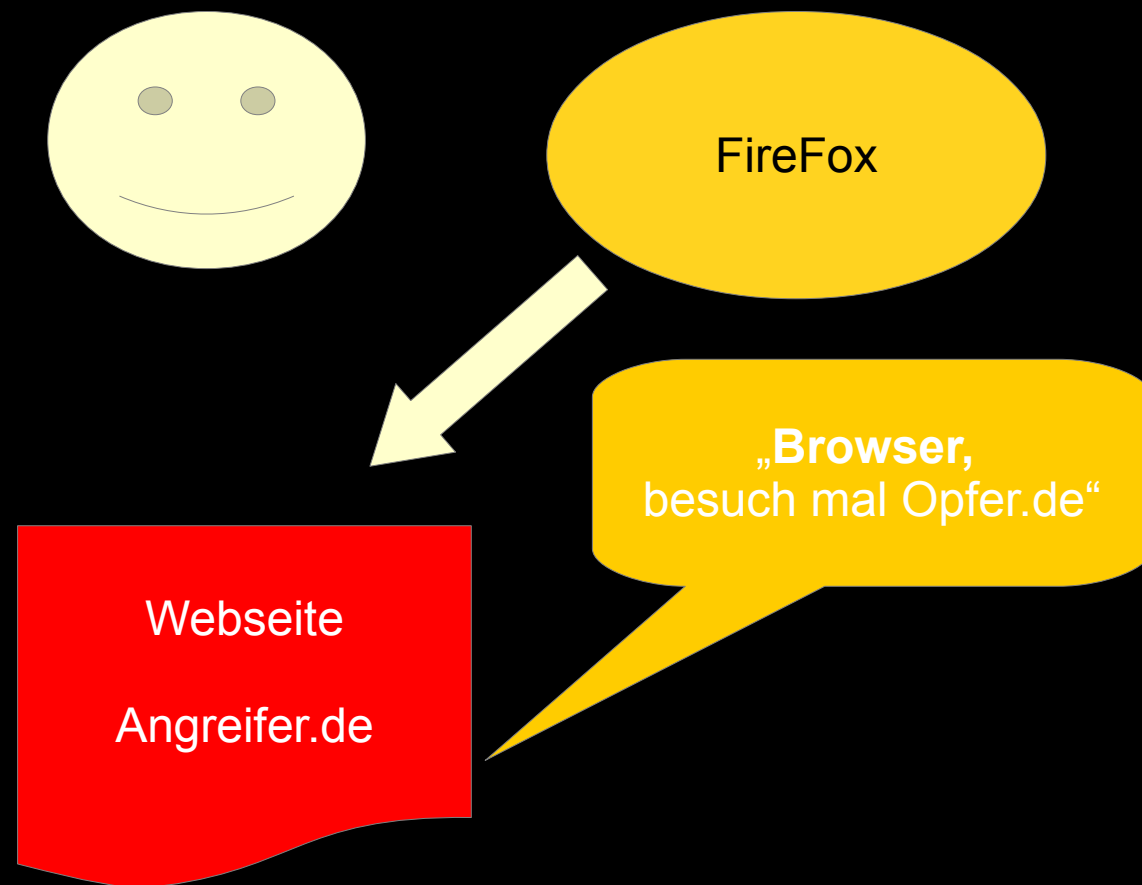 FireFox
„Browser,
besuch mal Opfer.de“
Webseite
Angreifer.de